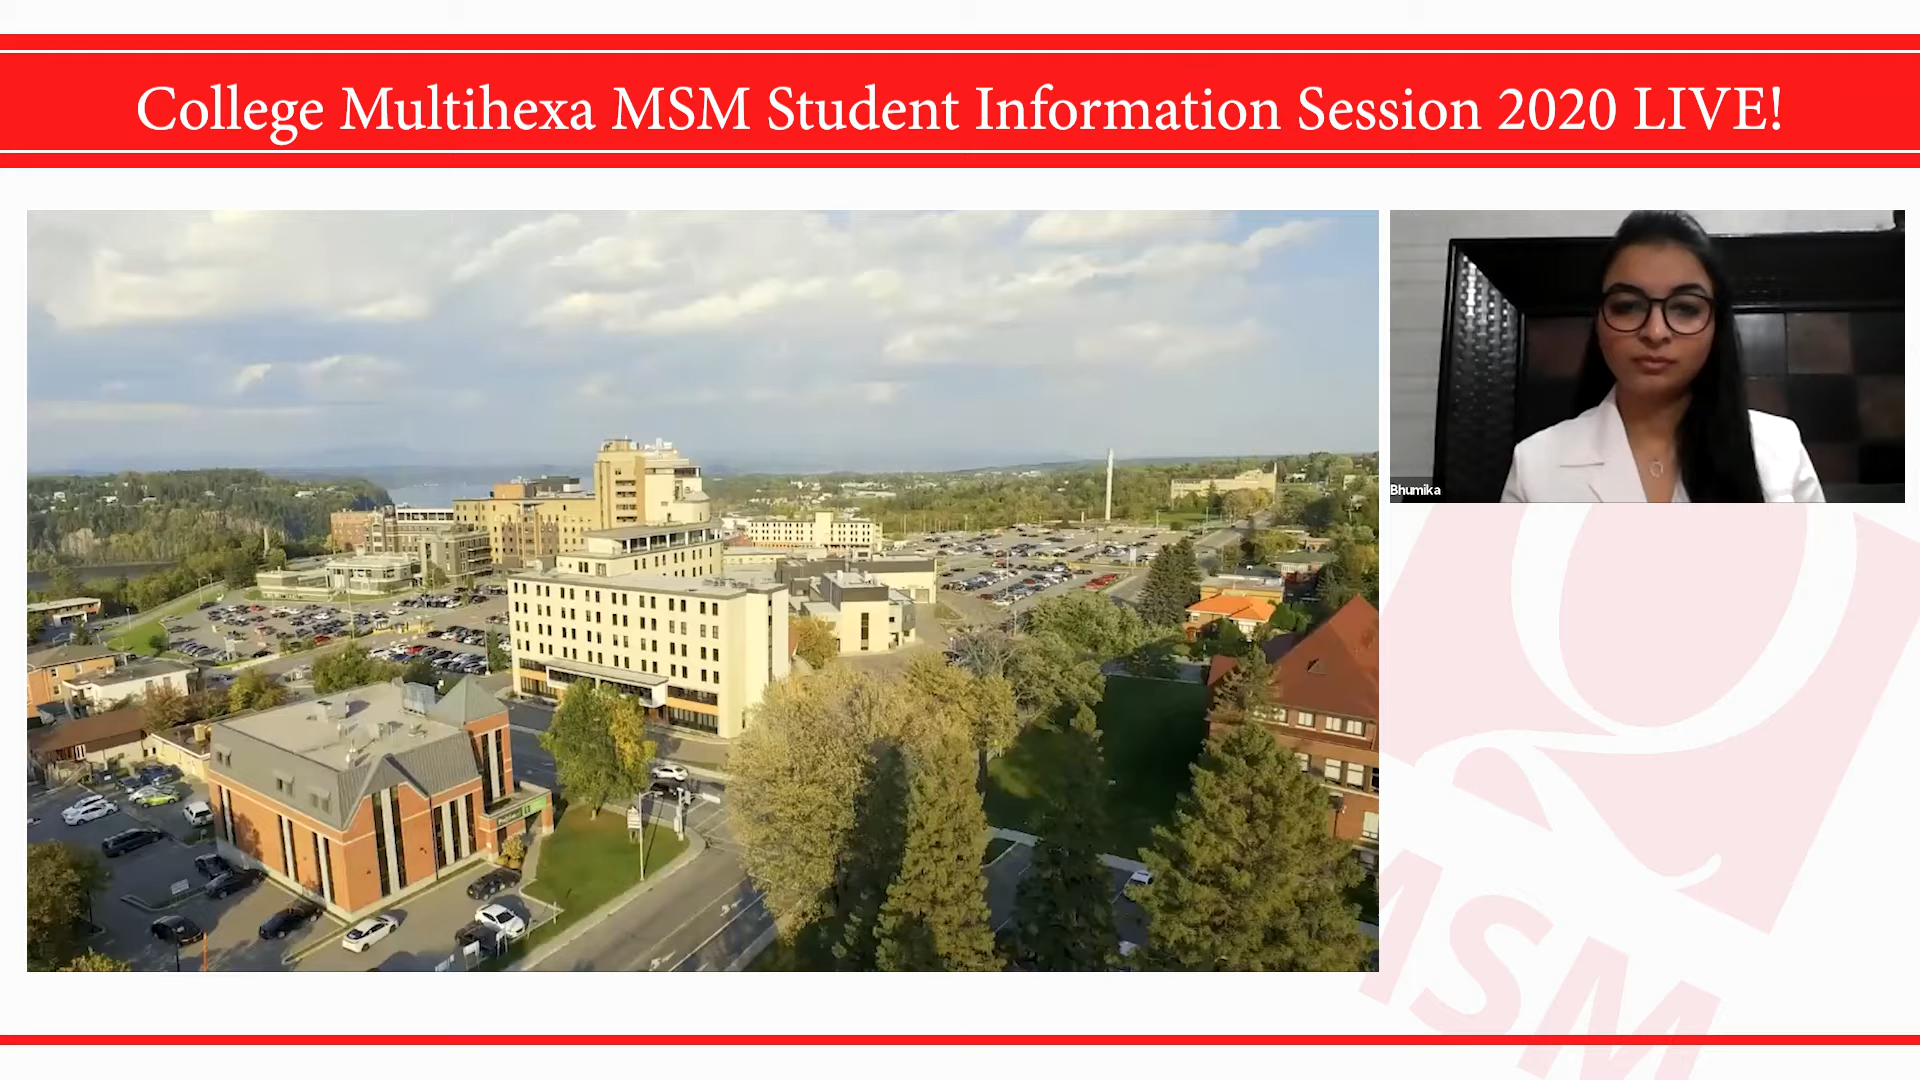 College Multihexa MSM Student Information Session 2020 LIVE!
Bhumika
MSM